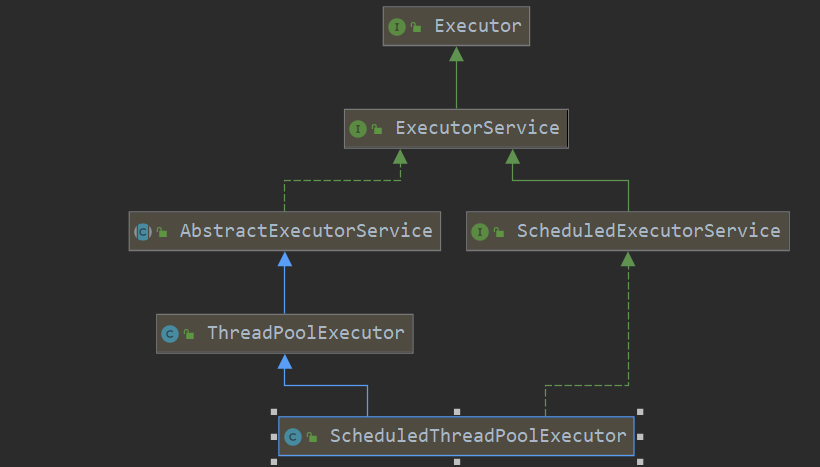 I Executor
I ExecutorService
C AbstractExecutorService
I ScheduledExecutorService
C ThreadPoolExecutor
C ScheduledThreadPoolExecutor